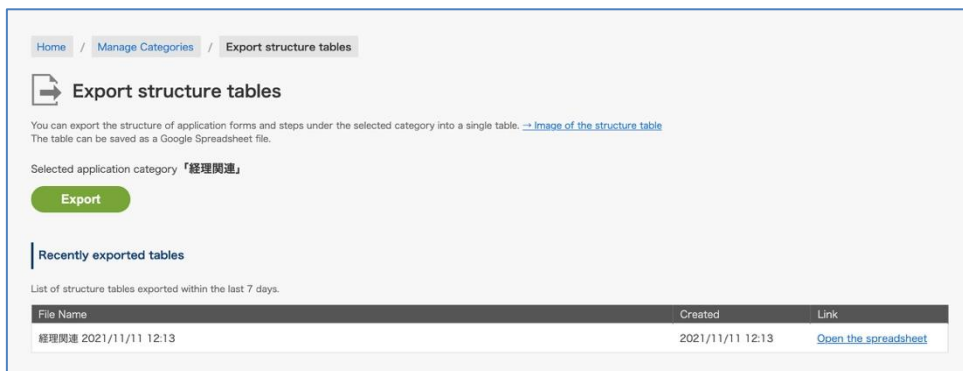 Home / Manage Categories / Export structure tables
Export structure tables
You can export the structure of application forms and steps under the selected category into a single table. → Image of the structure table
The table can be saved as a Google Spreadsheet file.
Selected application category「経理関連」
Export
Recently exported tables
List of structure tables exported within the last 7 days.
File Name Created Link
経理関連 2021/11/11 12:13 2021/11/11 12:13 Open the spreadsheet